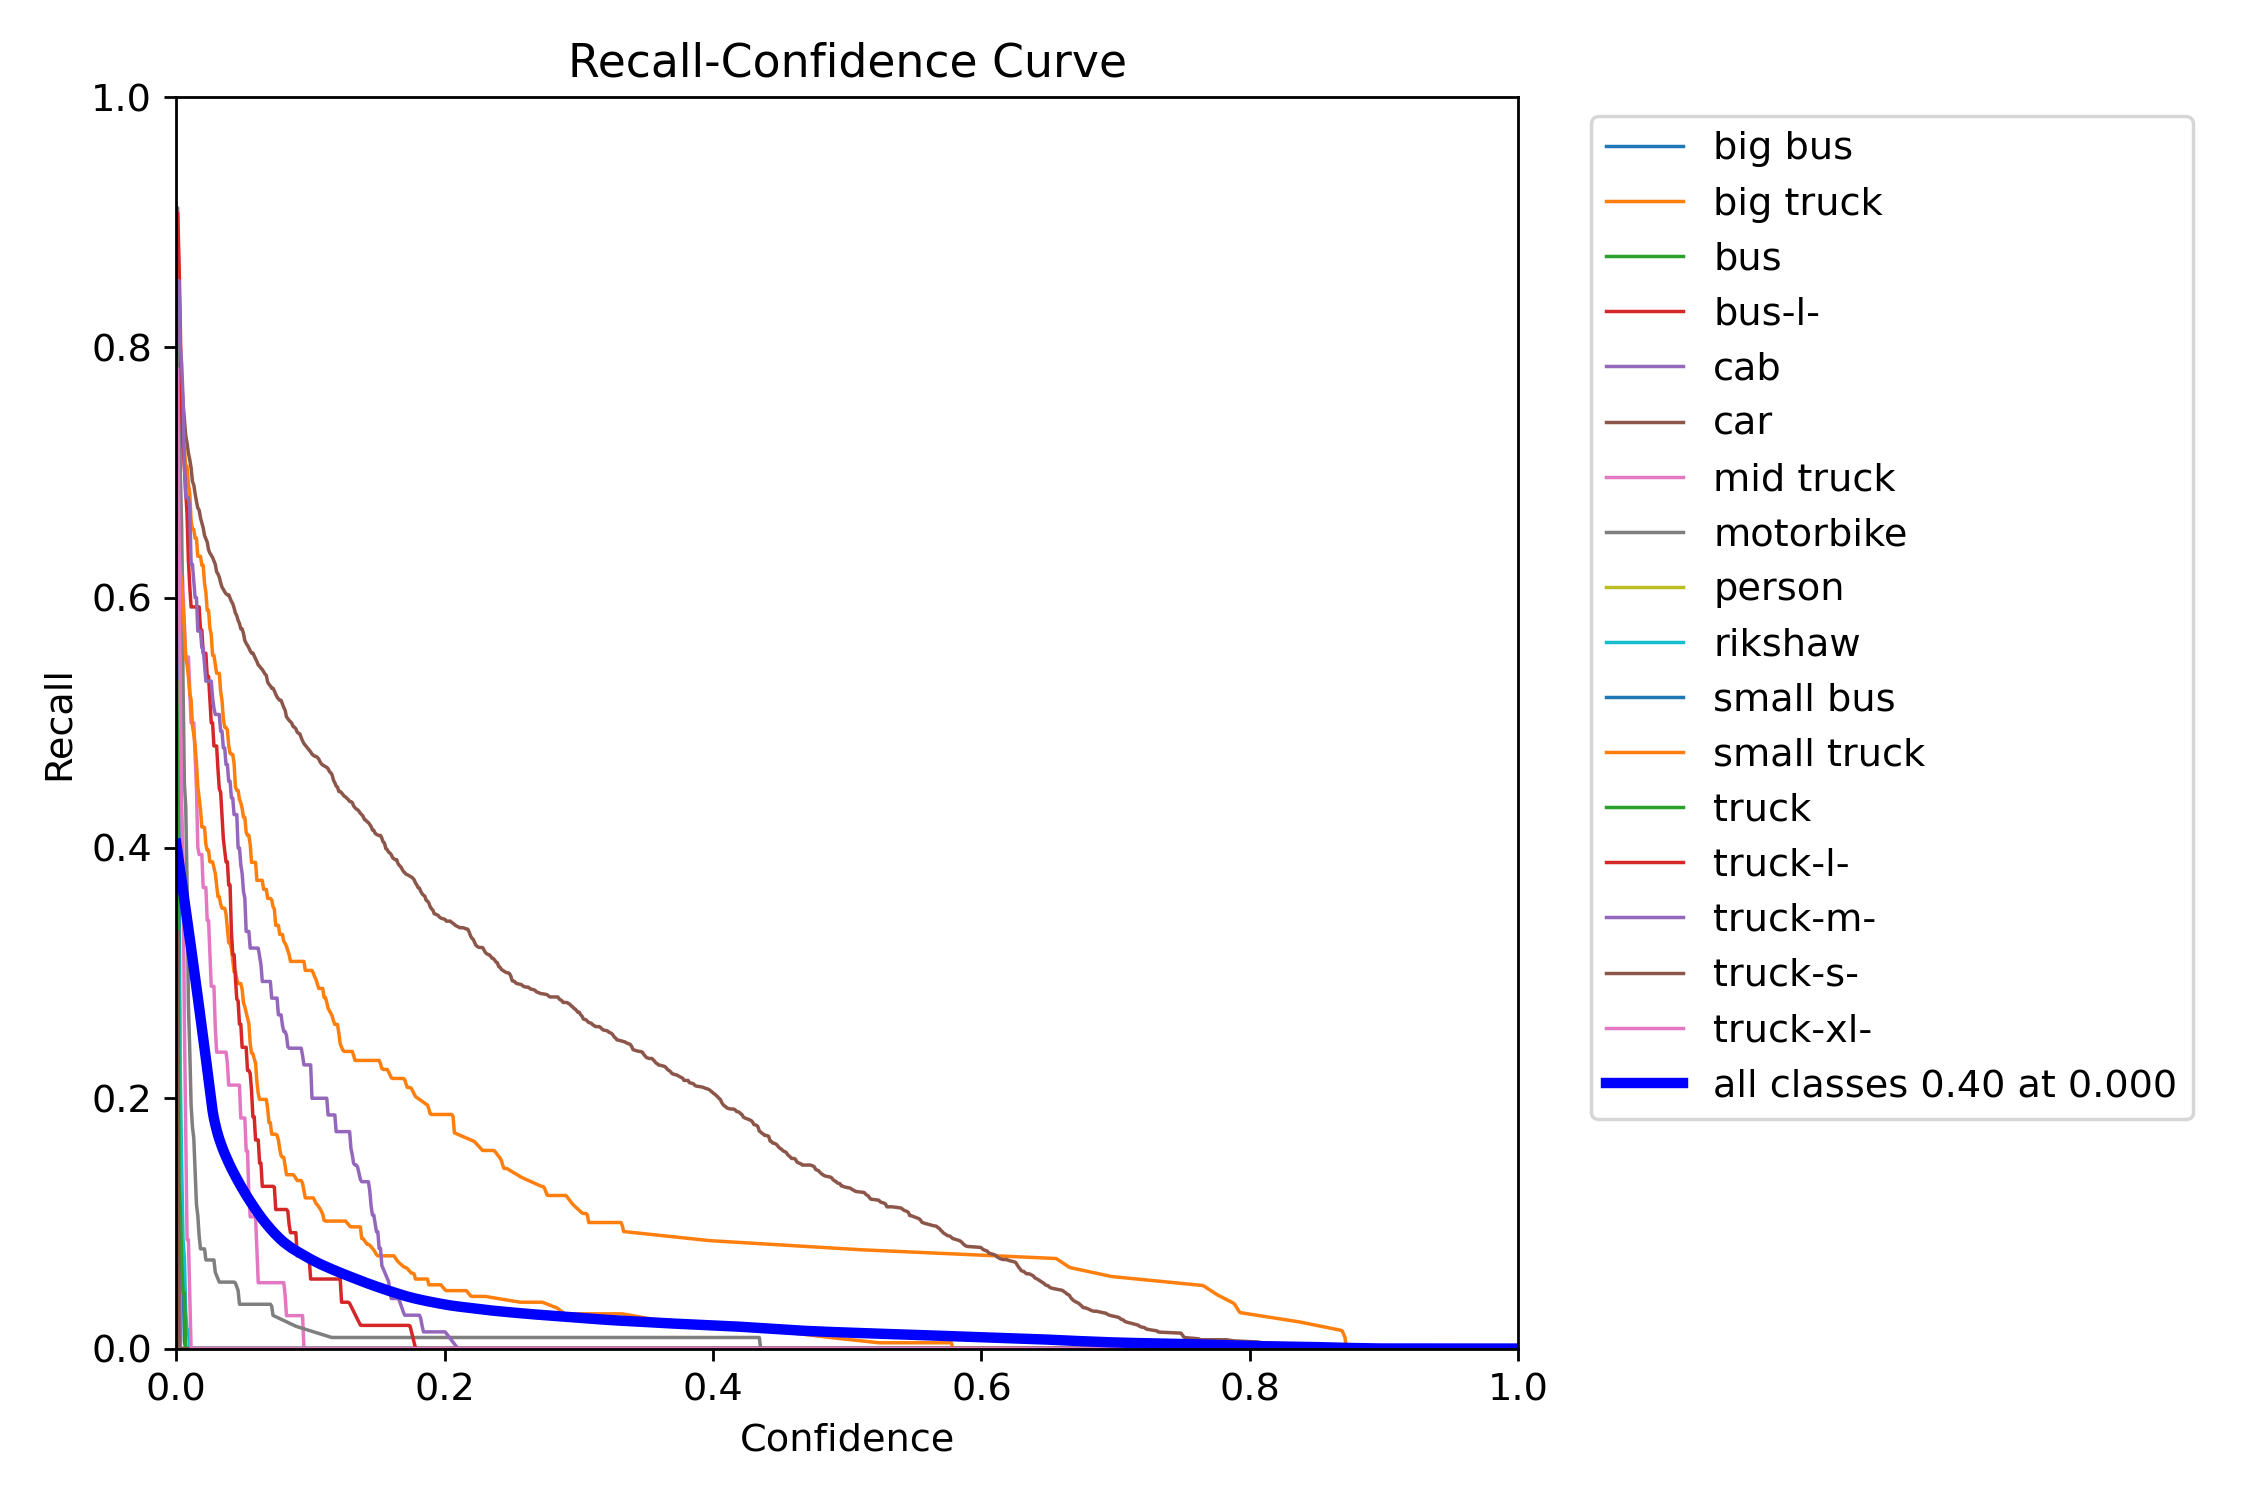 Recall-Confidence Curve
1.0
0.8
0.6
0.4
0.2
0.0
Recall
0.0 0.2 0.4 0.6 0.8 1.0
Confidence
big bus
big truck
bus
bus-l-
cab
car
mid truck
motorbike
person
rikshaw
small bus
small truck
truck
truck-l-
truck-m-
truck-s-
truck-xl-
all classes 0.40 at 0.000